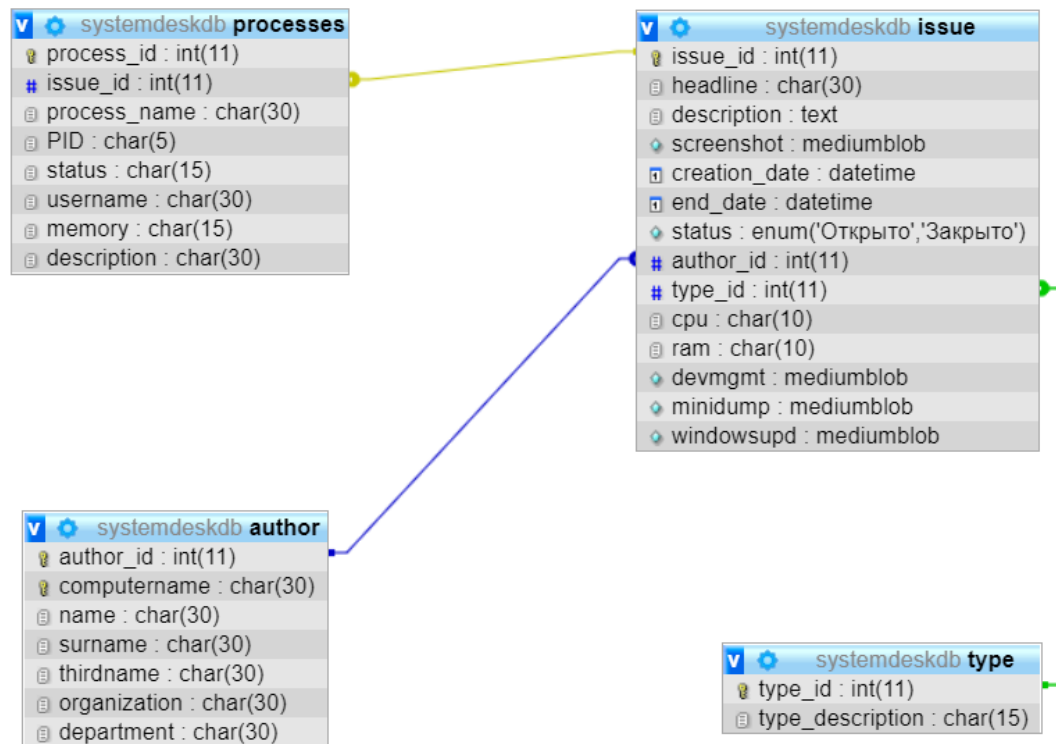 systemdeskdb processes
process_id : int(11)
issue_id : int(11)
process_name : char(30)
PID : char(5)
status : char(15)
username : char(30)
memory : char(15)
description : char(30)
systemdeskdb issue
issue_id : int(11)
headline : char(30)
description : text
screenshot : mediumblob
creation_date : datetime
end_date : datetime
status : enum('Открыто','Закрыто')
author_id : int(11)
type_id : int(11)
cpu : char(10)
ram : char(10)
devmgmt : mediumblob
minidump : mediumblob
windowsupd : mediumblob
systemdeskdb author
author_id : int(11)
computername : char(30)
name : char(30)
surname : char(30)
thirdname : char(30)
organization : char(30)
department : char(30)
systemdeskdb type
type_id : int(11)
type_description : char(15)